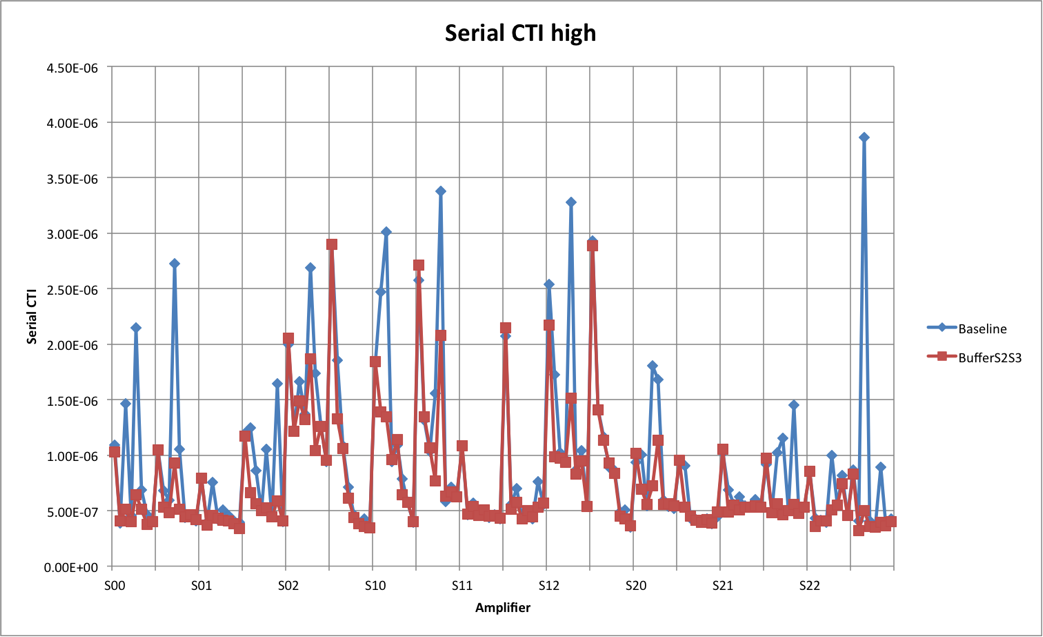 Serial CTI high
4.50E-06
4.00E-06
3.50E-06
3.00E-06
2.50E-06
2.00E-06
1.50E-06
1.00E-06
5.00E-07
0.00E+00
Serial CTI
S00 S01 S02 S10 S11 S12 S20 S21 S22
Amplifier
Baseline
BufferS2S3